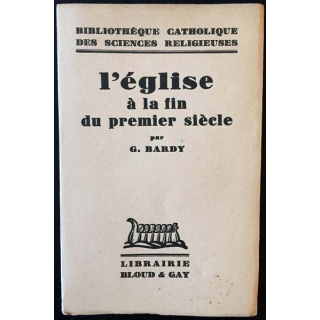 BIBLIOTHÈQUE CATHOLIQUE
DES SCIENCES RELIGIEUSES
l'église
à la fin
du premier siècle
par
G. BARDY
LIBRAIRIE
BLOUD & GAY